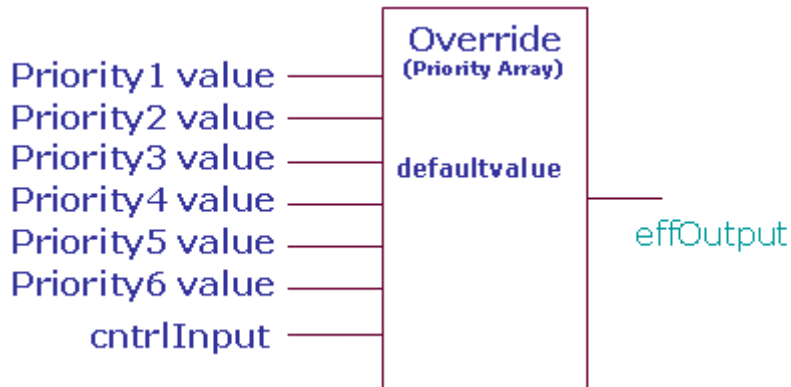 Override
(Priority Array)
Priority1 value
Priority2 value
Priority3 value
defaultvalue
Priority4 value
effOutput
Priority5 value
Priority6 value
cntrlInput